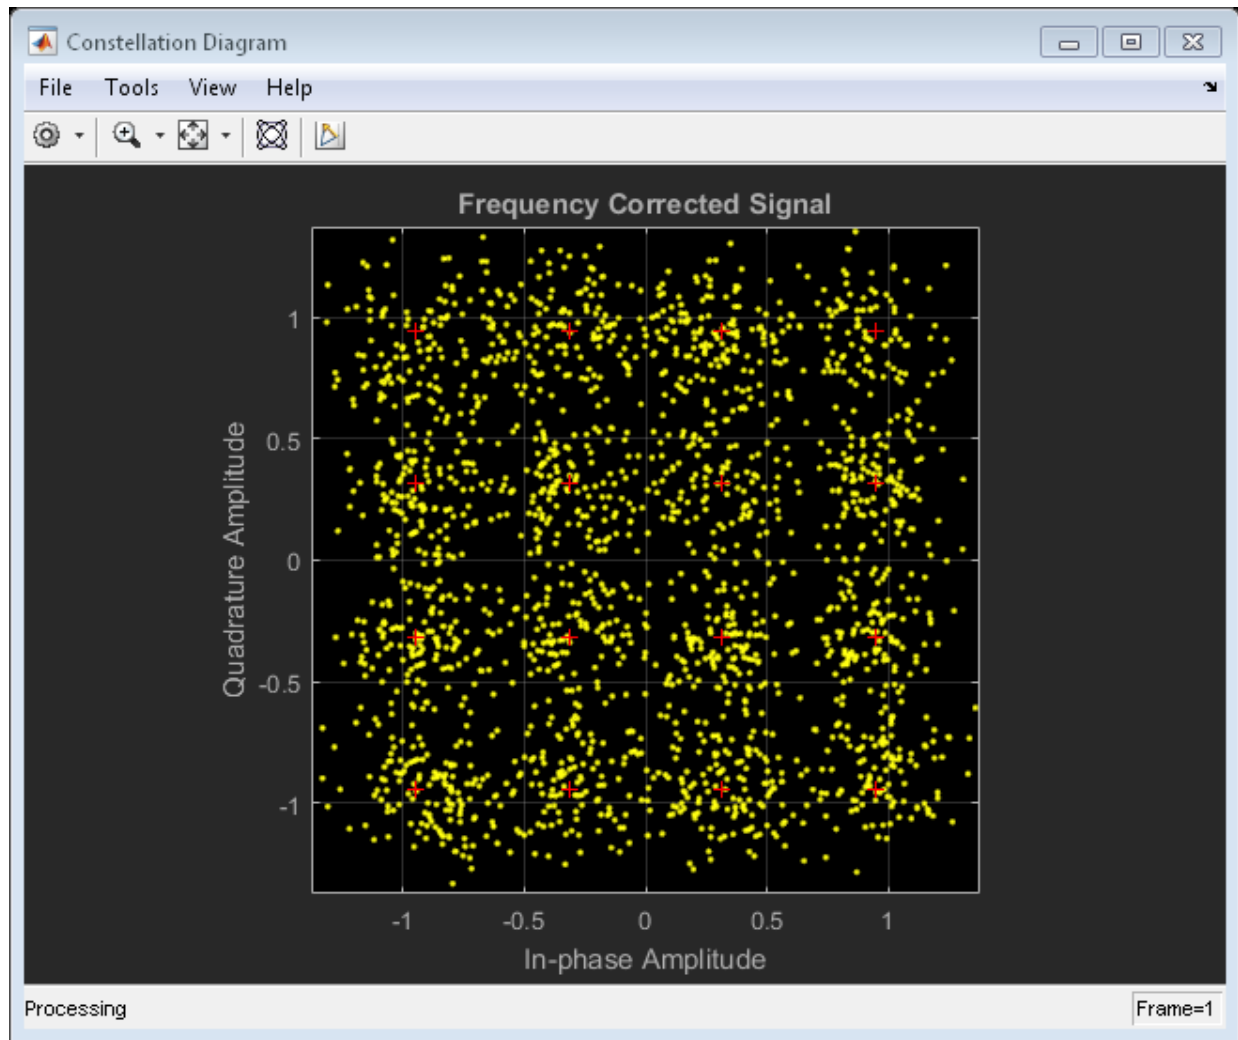 Constellation Diagram
File Tools View Help
Frequency Corrected Signal
1
0.5
0
-0.5
-1
Quadrature Amplitude
-1 -0.5 0 0.5 1
In-phase Amplitude
Processing Frame=1